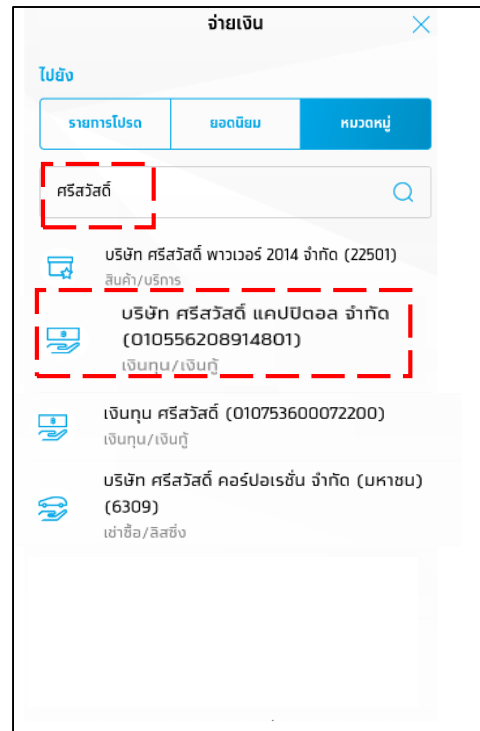 จ่ายเงิน
ไปยัง
รายการโปรด
ยอดนิยม
หมวดหมู่
ศรีสวัสดิ์
บริษัท ศรีสวัสดิ์ พาวเวอร์ 2014 จำกัด (22501)
สินค้า/บริการ
บริษัท ศรีสวัสดิ์ แคปปิตอล จำกัด
(010556208914801)
เงินทุน/เงินกู้
เงินทุน ศรีสวัสดิ์ (010753600072200)
เงินทุน/เงินกู้
บริษัท ศรีสวัสดิ์ คอร์ปอเรชั่น จำกัด (มหาชน)
(6309)
เช่าซื้อ/ลิสซิ่ง